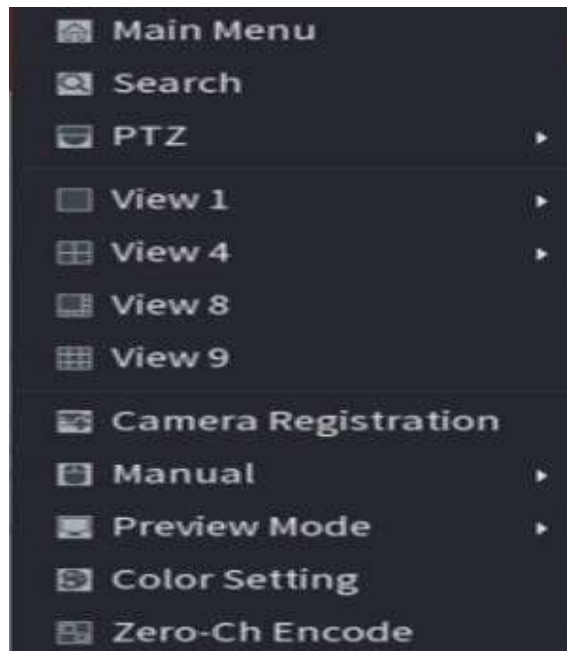 Main Menu
Search
PTZ
View 1
View 4
View 8
View 9
Camera Registration
Manual
Preview Mode
Color Setting
Zero-Ch Encode